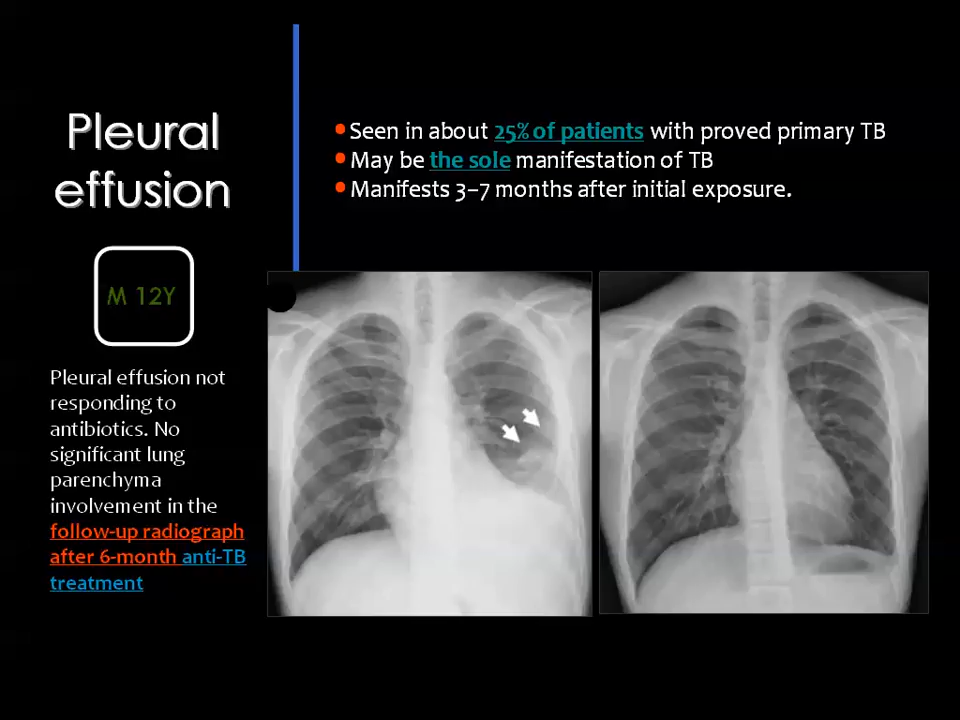 Pleural
effusion
M 12Y
Pleural effusion not
responding to
antibiotics. No
significant lung
parenchyma
involvement in the
follow-up radiograph
after 6-month anti-TB
treatment
•Seen in about 25% of patients with proved primary TB
•May be the sole manifestation of TB
•Manifests 3–7 months after initial exposure.